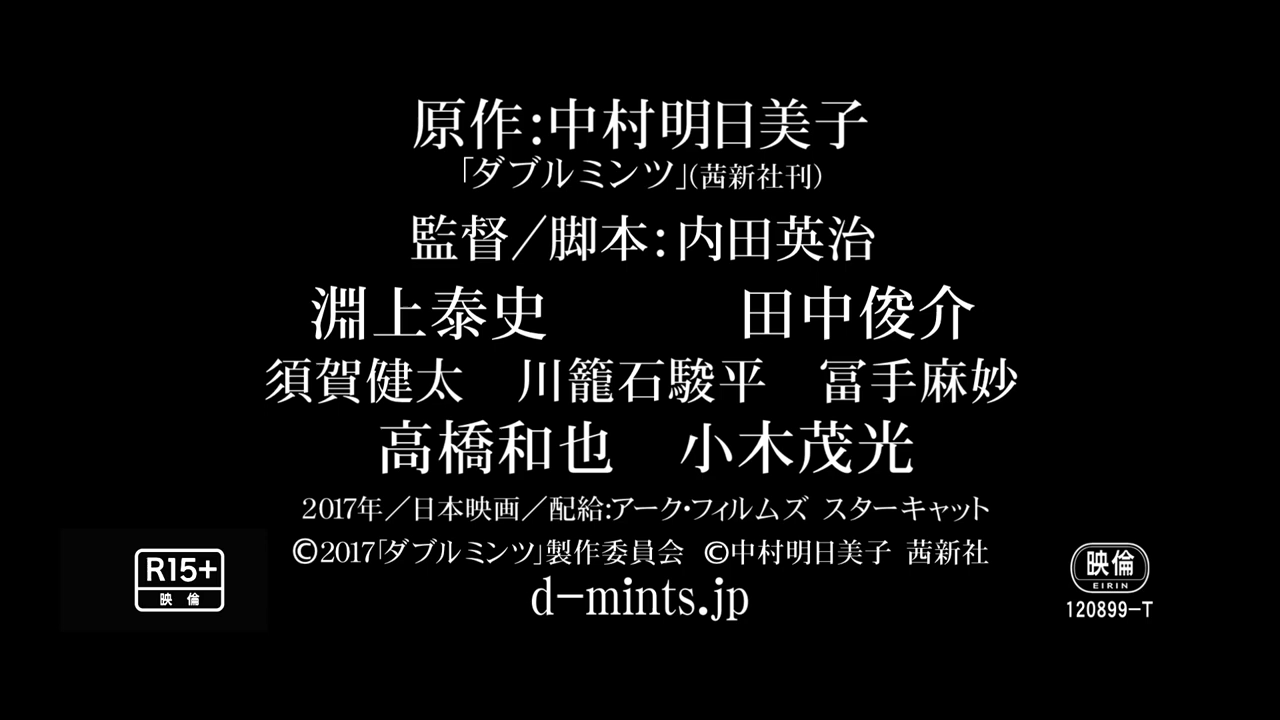 原作:中村明日美子
「ダブルミンツ」(茜新社刊)
監督/脚本:内田英治
淵上泰史　田中俊介
須賀健太　川籠石駿平　冨手麻妙
高橋和也　小木茂光
2017年/日本映画/配給:アーク・フィルムズ スターキャット
©2017「ダブルミンツ」製作委員会 ©中村明日美子 茜新社
d-mints.jp
R15+
映倫
映倫
EIRIN
120899-T